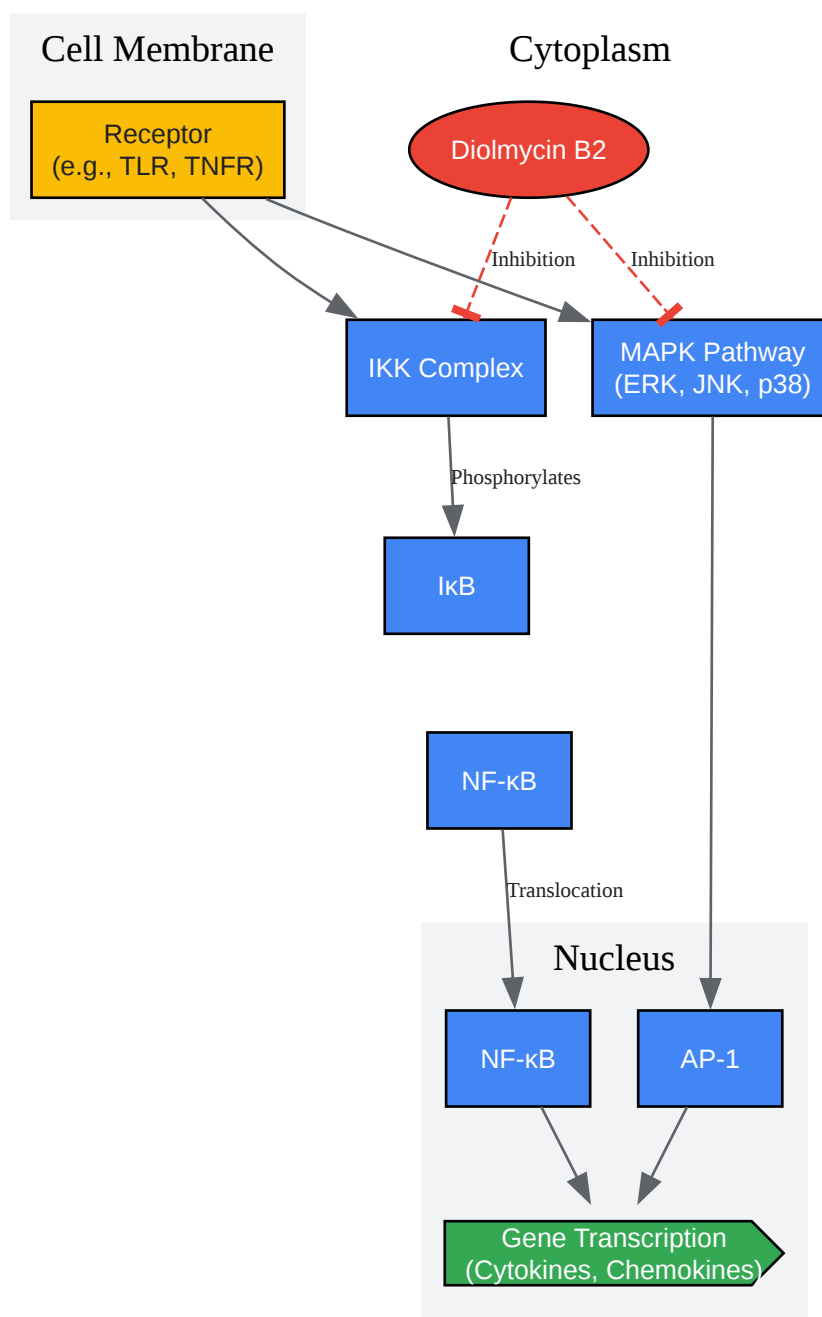 Cell Membrane
Cytoplasm
Receptor
(e.g., TLR, TNFR)
Diolmycin B2
Inhibition
Inhibition
IKK Complex
MAPK Pathway
(ERK, JNK, p38)
Phosphorylates
IκB
NF-κB
Translocation
Nucleus
NF-κB
AP-1
Gene Transcription
(Cytokines, Chemokines)